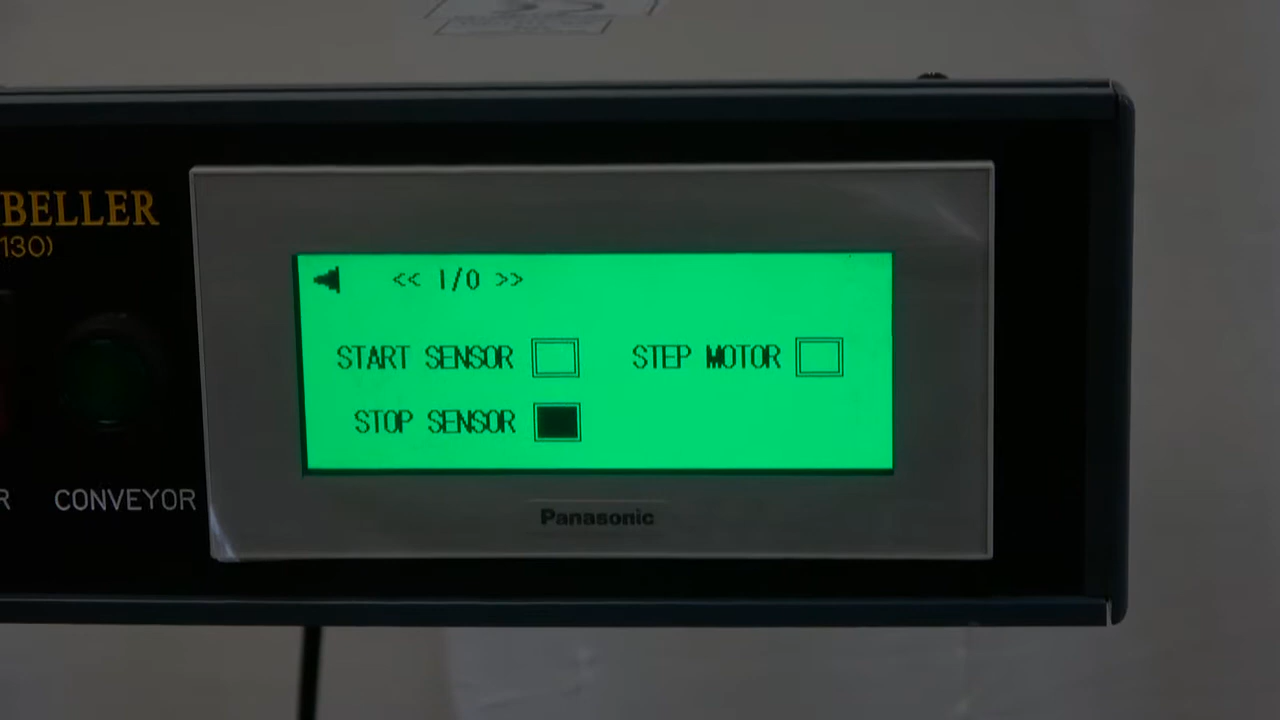 BELLER
130)
<< I/O >>
START SENSOR
STEP MOTOR
STOP SENSOR
R
CONVEYOR
Panasonic